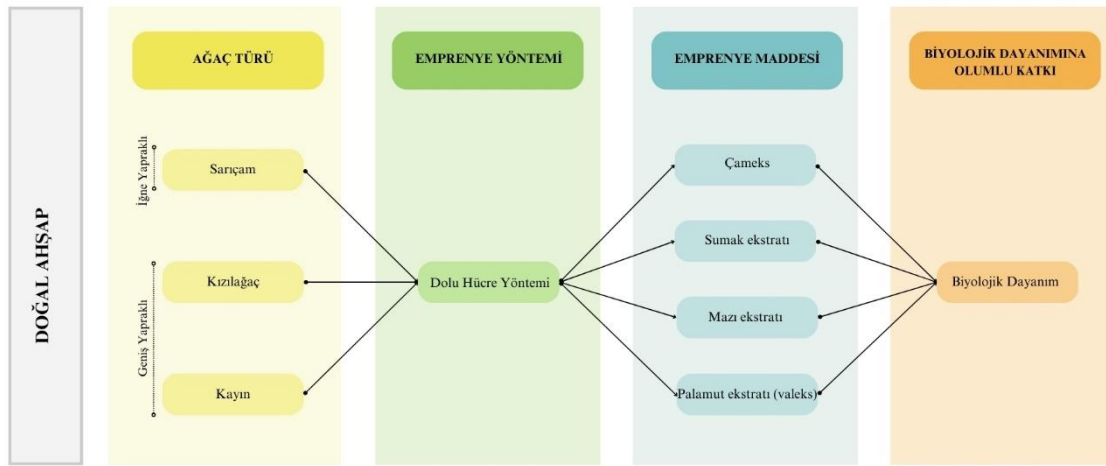 DOĞAL AHŞAP
AĞAÇ TÜRÜ
İğne Yapraklı
Sarıçam
Geniş Yapraklı
Kızılağaç
Kayın
EMPRENYE YÖNTEMİ
Dolu Hücre Yöntemi
EMPRENYE MADDESİ
Çameks
Sumak ekstratı
Mazı ekstratı
Palamut ekstratı (valeks)
BİYOLOJİK DAYANIMINA
OLUMLU KATKI
Biyolojik Dayanım